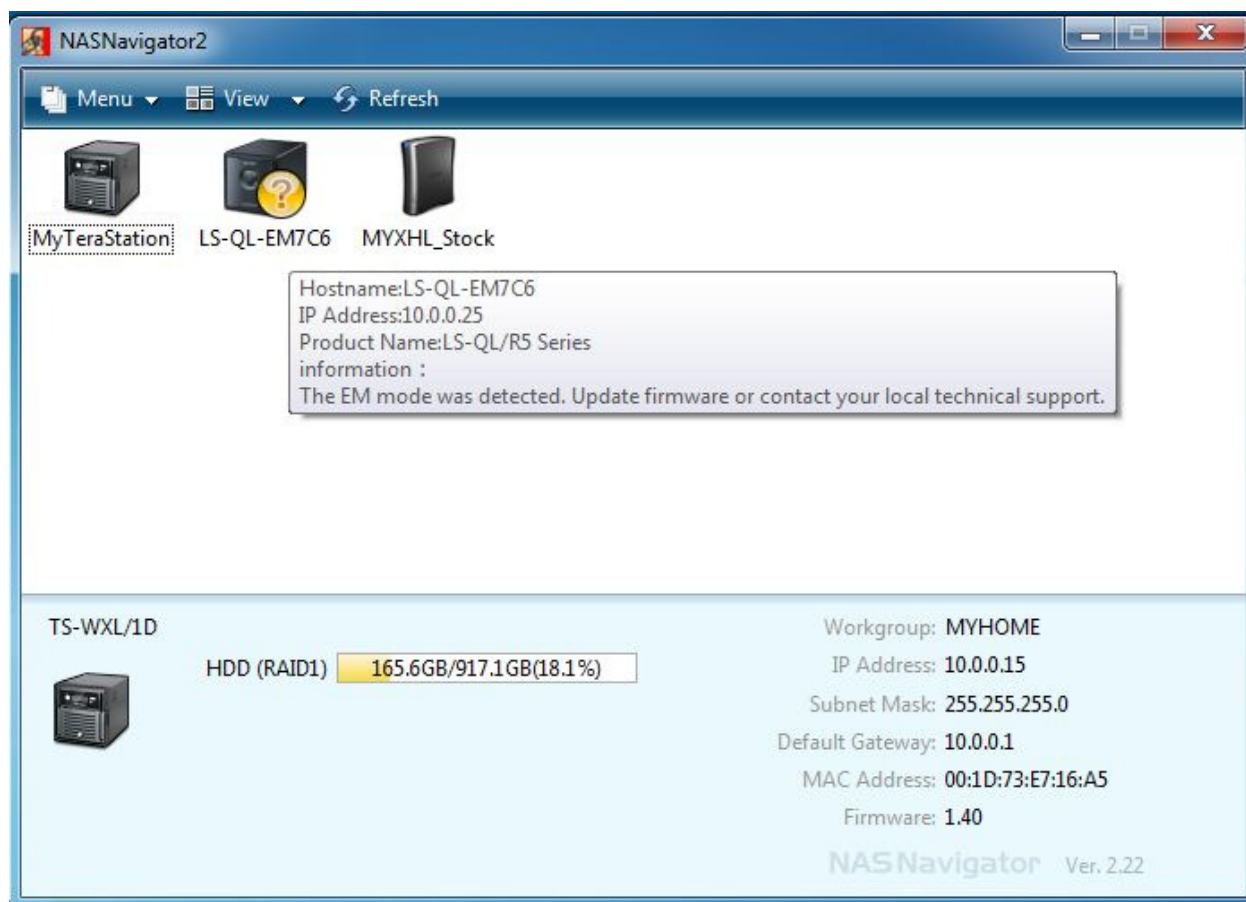 NASNavigator2
Menu View Refresh
MyTeraStation LS-QL-EM7C6 MYXHL_Stock
Hostname:LS-QL-EM7C6
IP Address:10.0.0.25
Product Name:LS-QL/R5 Series
information :
The EM mode was detected. Update firmware or contact your local technical support.
TS-WXL/1D
HDD (RAID1) 165.6GB/917.1GB(18.1%)
Workgroup: MYHOME
IP Address: 10.0.0.15
Subnet Mask: 255.255.255.0
Default Gateway: 10.0.0.1
MAC Address: 00:1D:73:E7:16:A5
Firmware: 1.40
NASNavigator Ver. 2.22